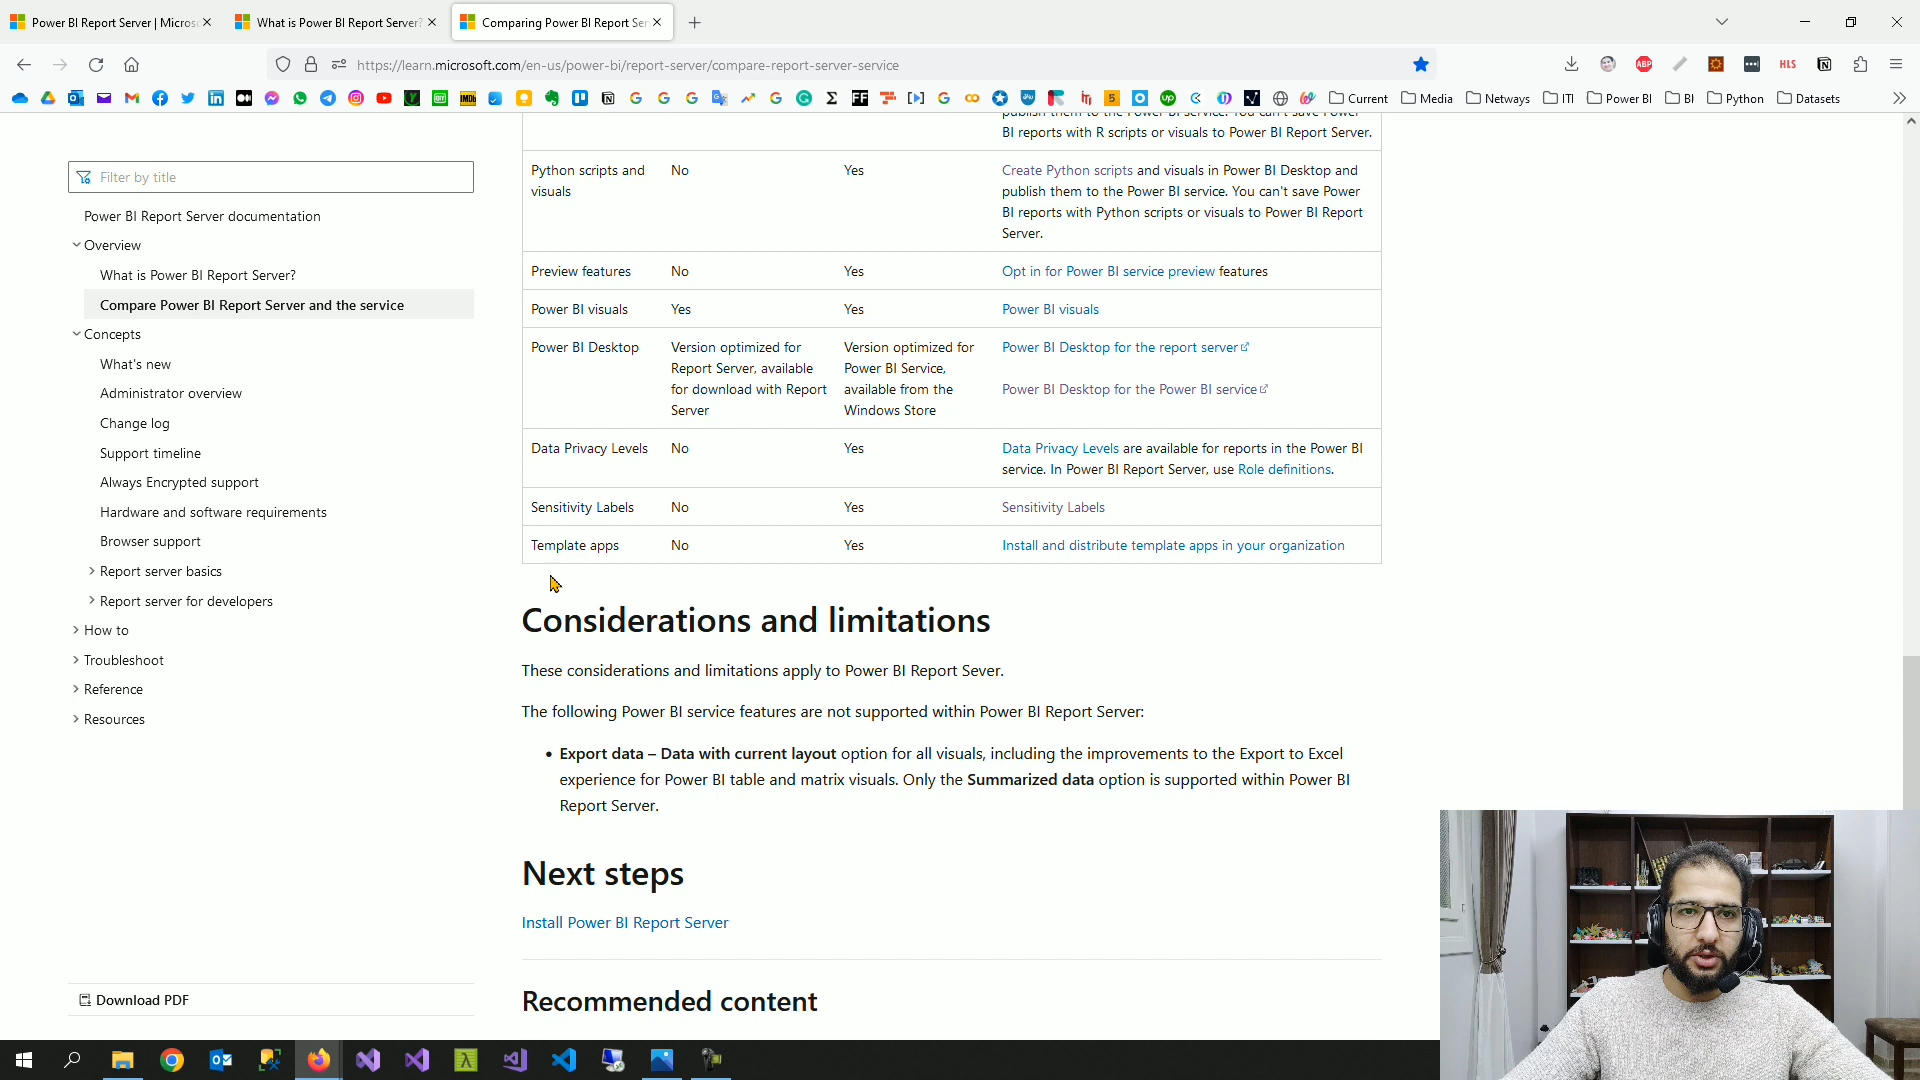 Power BI Report Server | Micros
What is Power BI Report Server?
Comparing Power BI Report Ser
https://learn.microsoft.com/en-us/power-bi/report-server/compare-report-server-service
Current
Media
Netways
ITI
Power BI
BI
Python
Datasets
Filter by title
Power BI Report Server documentation
Overview
What is Power BI Report Server?
Compare Power BI Report Server and the service
Concepts
What's new
Administrator overview
Change log
Support timeline
Always Encrypted support
Hardware and software requirements
Browser support
Report server basics
Report server for developers
How to
Troubleshoot
Reference
Resources
Download PDF
publish them to the Power BI service. You can't save Power
BI reports with R scripts or visuals to Power BI Report Server.
Python scripts and
visuals
No
Yes
Create Python scripts and visuals in Power BI Desktop and
publish them to the Power BI service. You can't save Power
BI reports with Python scripts or visuals to Power BI Report
Server.
Preview features
No
Yes
Opt in for Power BI service preview features
Power BI visuals
Yes
Yes
Power BI visuals
Power BI Desktop
Version optimized for
Report Server, available
for download with Report
Server
Version optimized for
Power BI Service,
available from the
Windows Store
Power BI Desktop for the report server
Power BI Desktop for the Power BI service
Data Privacy Levels
No
Yes
Data Privacy Levels are available for reports in the Power BI
service. In Power BI Report Server, use Role definitions.
Sensitivity Labels
No
Yes
Sensitivity Labels
Template apps
No
Yes
Install and distribute template apps in your organization
Considerations and limitations
These considerations and limitations apply to Power BI Report Sever.
The following Power BI service features are not supported within Power BI Report Server:
• Export data – Data with current layout option for all visuals, including the improvements to the Export to Excel
experience for Power BI table and matrix visuals. Only the Summarized data option is supported within Power BI
Report Server.
Next steps
Install Power BI Report Server
Recommended content